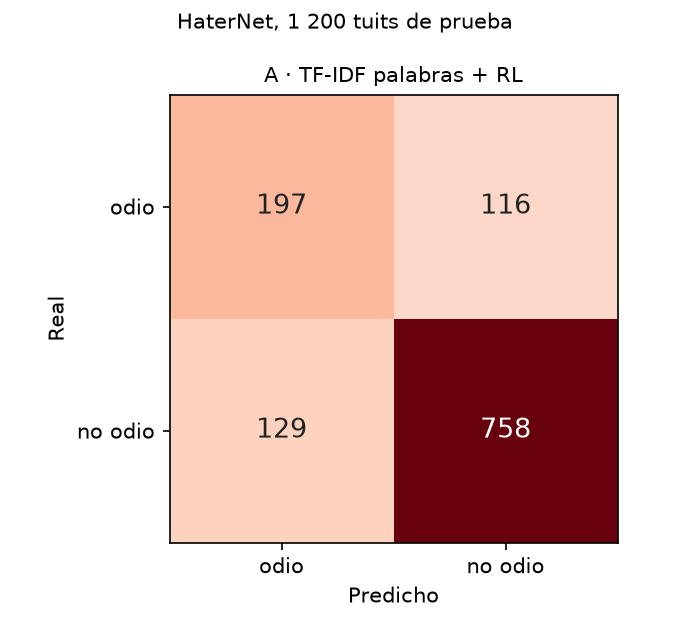 HaterNet, 1 200 tuits de prueba
A · TF-IDF palabras + RL
odio
197
116
Real
no odio
129
758
odio
no odio
Predicho